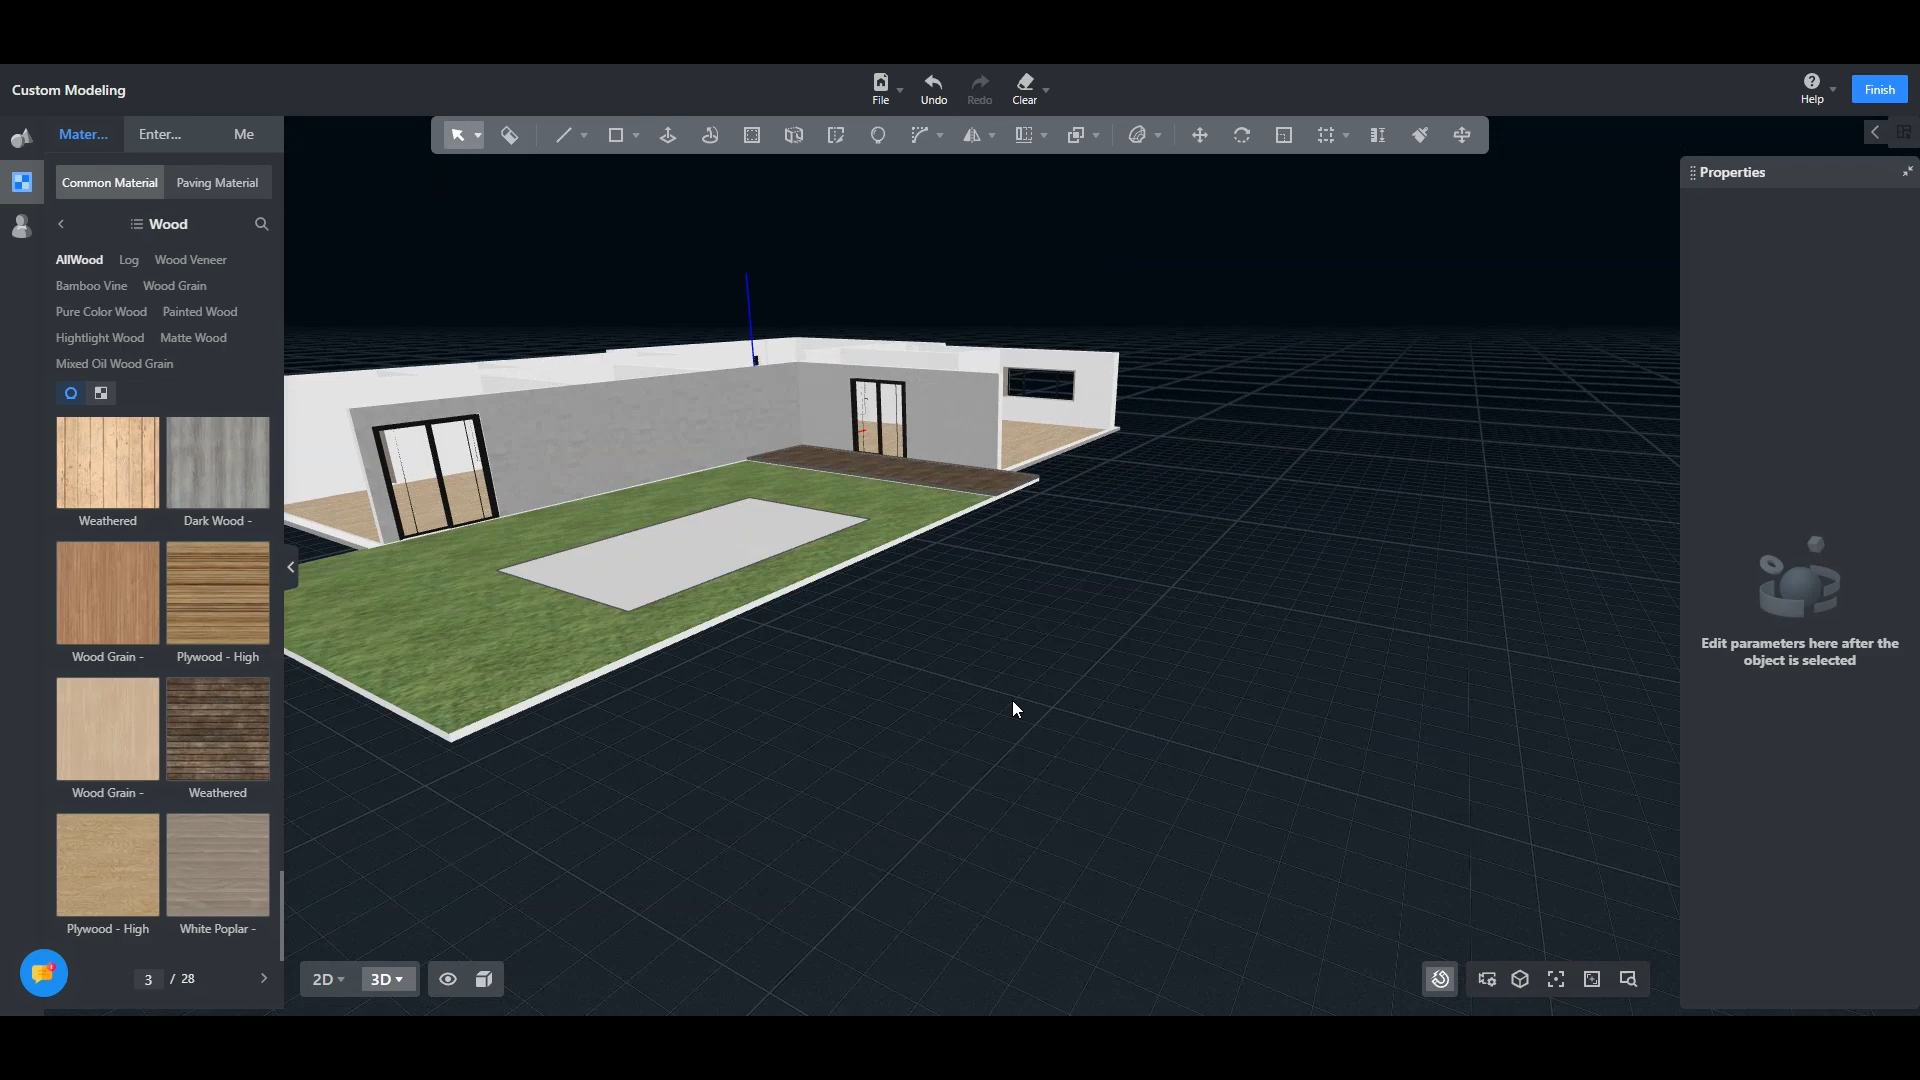 Custom Modeling
File
Undo
Redo
Clear
Help
Finish
Mater...
Enter...
Me
Common Material
Paving Material
Wood
AllWood
Log
Wood Veneer
Bamboo Vine
Wood Grain
Pure Color Wood
Painted Wood
Hightlight Wood
Matte Wood
Mixed Oil Wood Grain
Weathered
Dark Wood -
Wood Grain -
Plywood - High
Wood Grain -
Weathered
Plywood - High
White Poplar -
3 / 28
2D
3D
Properties
Edit parameters here after the
object is selected